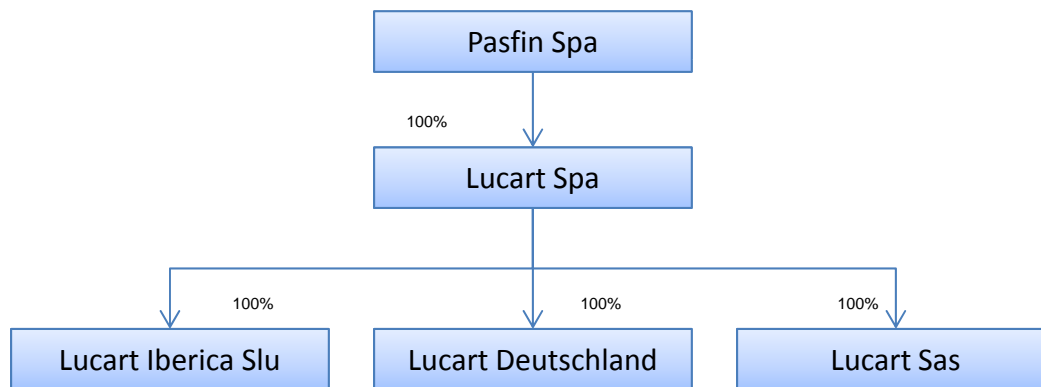 Pasfin Spa
100%
Lucart Spa
100%
100%
100%
Lucart Iberica Slu
Lucart Deutschland
Lucart Sas